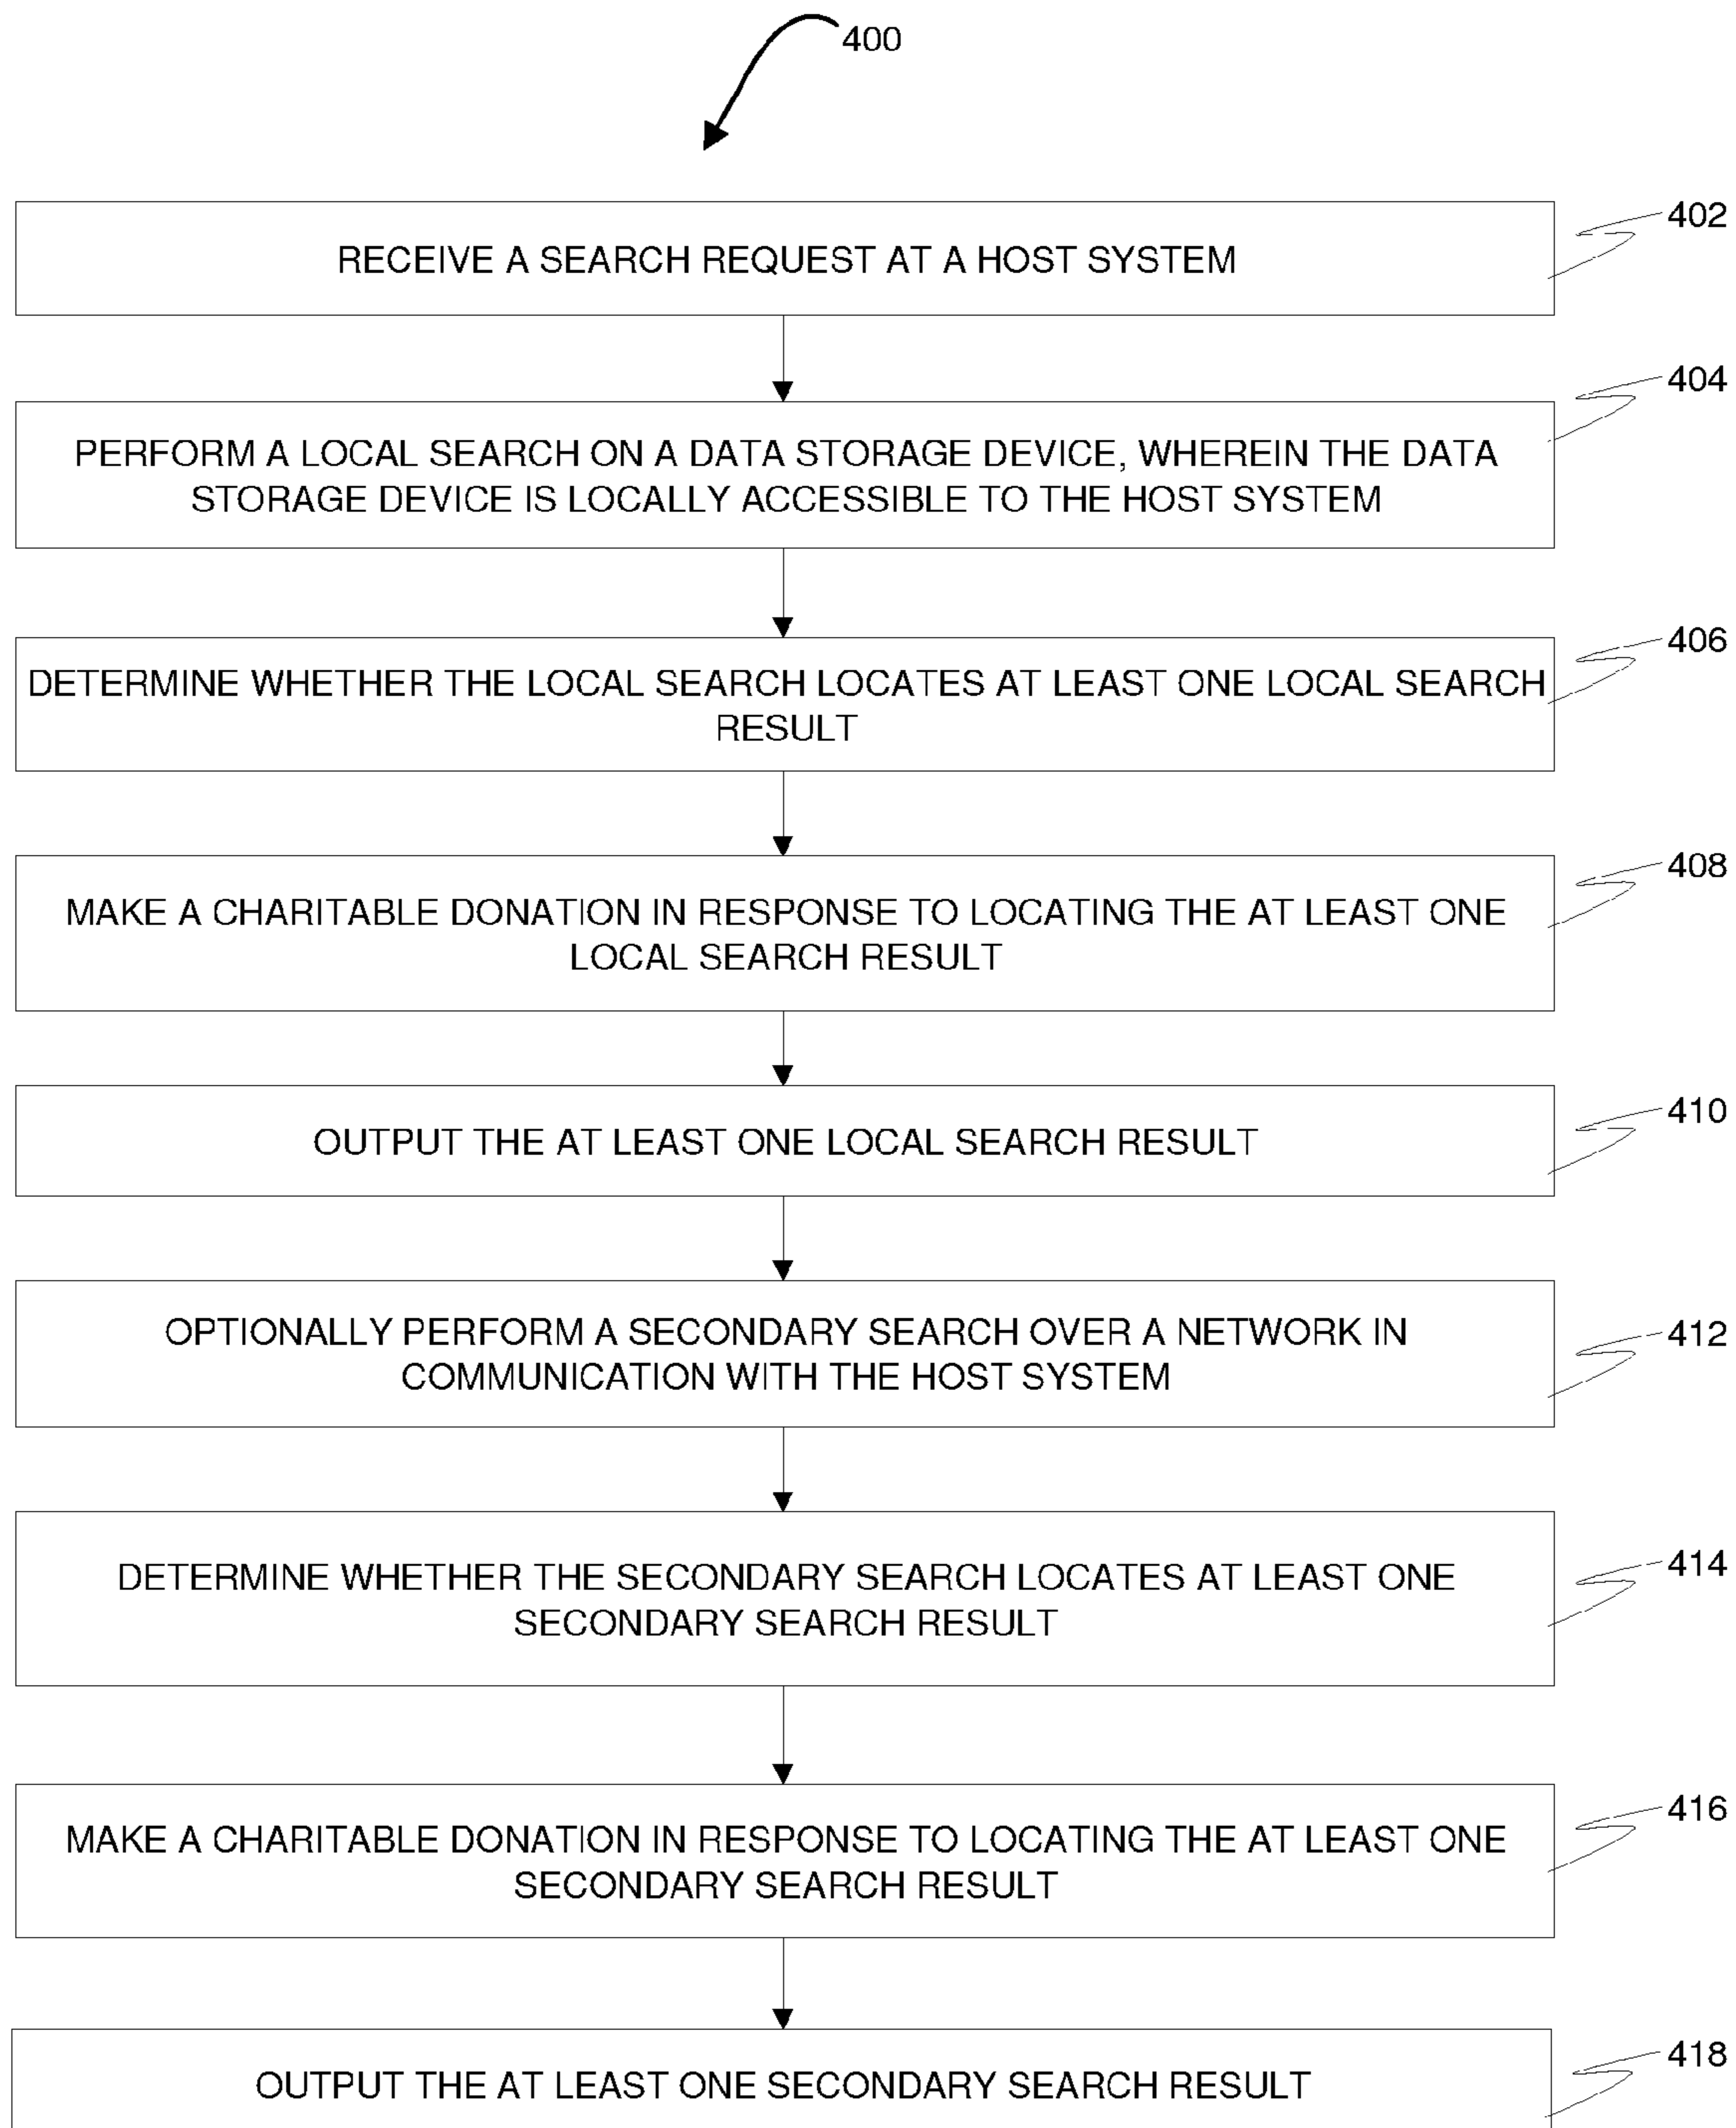 400
RECEIVE A SEARCH REQUEST AT A HOST SYSTEM
402
PERFORM A LOCAL SEARCH ON A DATA STORAGE DEVICE, WHEREIN THE DATA
STORAGE DEVICE IS LOCALLY ACCESSIBLE TO THE HOST SYSTEM
404
DETERMINE WHETHER THE LOCAL SEARCH LOCATES AT LEAST ONE LOCAL SEARCH
RESULT
406
MAKE A CHARITABLE DONATION IN RESPONSE TO LOCATING THE AT LEAST ONE
LOCAL SEARCH RESULT
408
OUTPUT THE AT LEAST ONE LOCAL SEARCH RESULT
410
OPTIONALLY PERFORM A SECONDARY SEARCH OVER A NETWORK IN
COMMUNICATION WITH THE HOST SYSTEM
412
DETERMINE WHETHER THE SECONDARY SEARCH LOCATES AT LEAST ONE
SECONDARY SEARCH RESULT
414
MAKE A CHARITABLE DONATION IN RESPONSE TO LOCATING THE AT LEAST ONE
SECONDARY SEARCH RESULT
416
OUTPUT THE AT LEAST ONE SECONDARY SEARCH RESULT
418